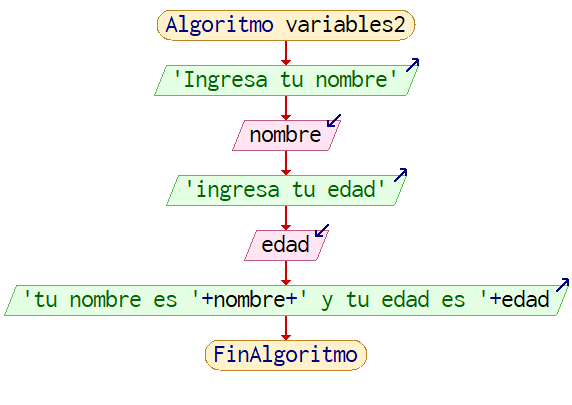 Algoritmo variables2
'Ingresa tu nombre'
nombre
'ingresa tu edad'
edad
'tu nombre es '+nombre+' y tu edad es '+edad
FinAlgoritmo